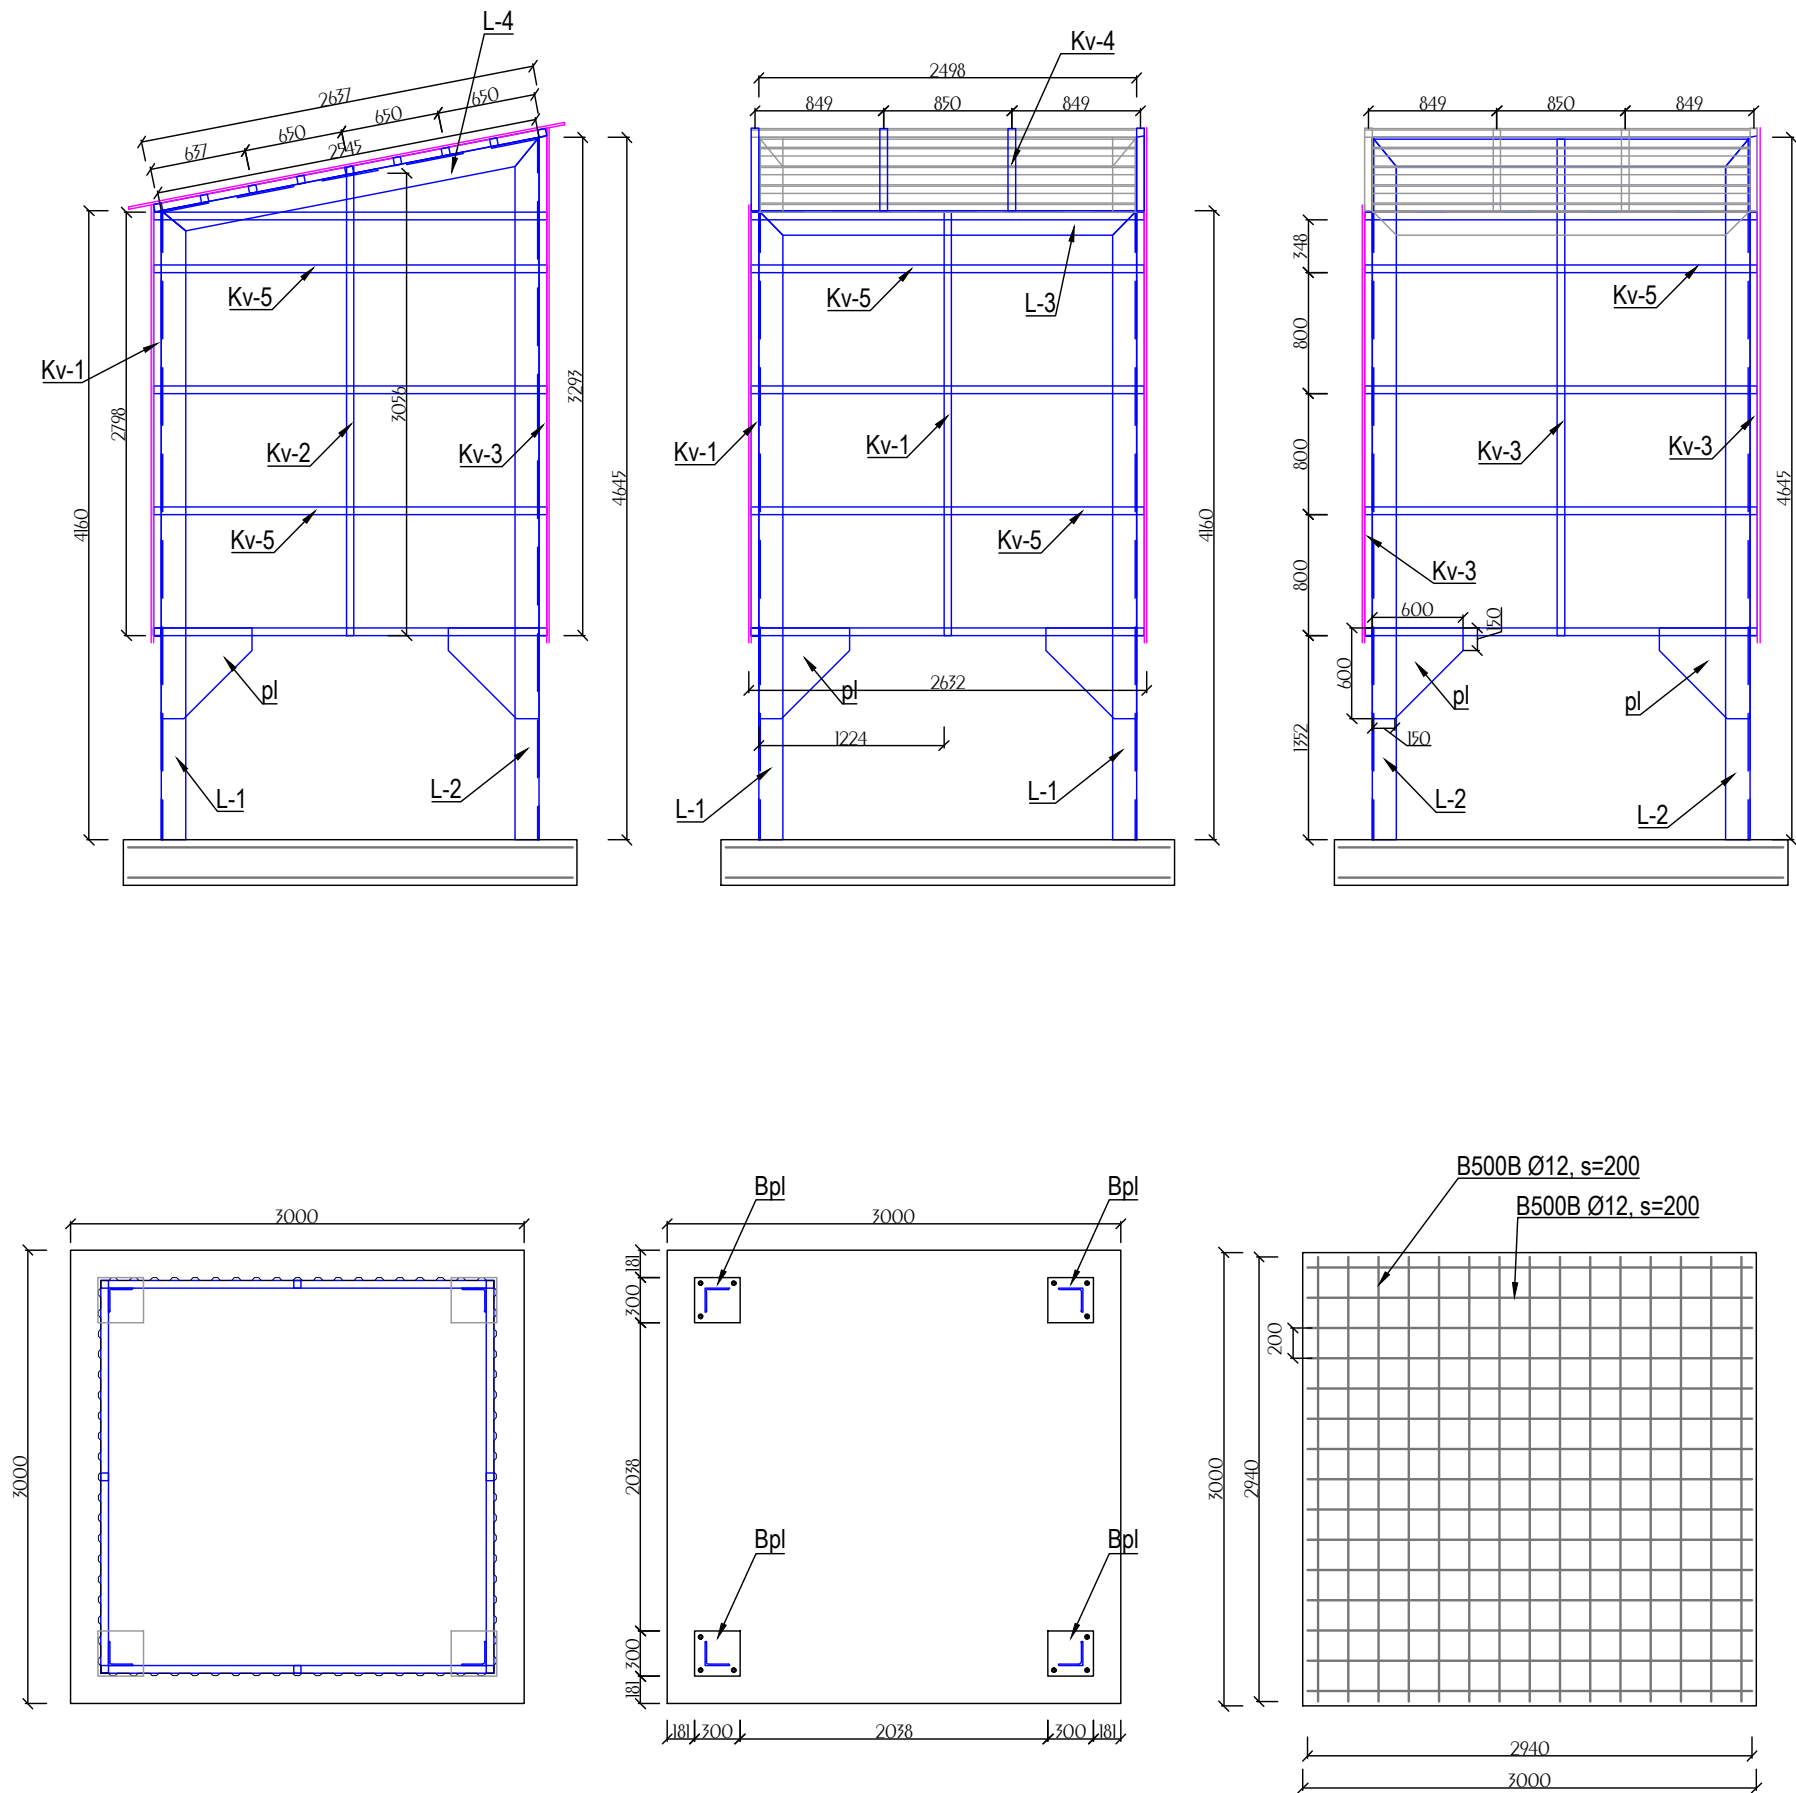 L-4
2637
650
650
650
637
2545
Kv-5
Kv-1
2798
3056
3293
Kv-2
Kv-3
4160
4645
Kv-5
pl
L-1
L-2
Kv-4
2498
849
850
849
Kv-5
L-3
Kv-1
Kv-1
Kv-5
4160
pl
2632
1224
L-1
L-1
849
850
849
348
Kv-5
800
Kv-3
Kv-3
800
4645
Kv-3
800
600
150
600
pl
pl
1352
150
L-2
L-2
3000
3000
Bpl
Bpl
3000
181
300
2038
Bpl
Bpl
300
181
181
300
2038
300
181
B500B Ø12, s=200
B500B Ø12, s=200
200
3000
2940
2940
3000